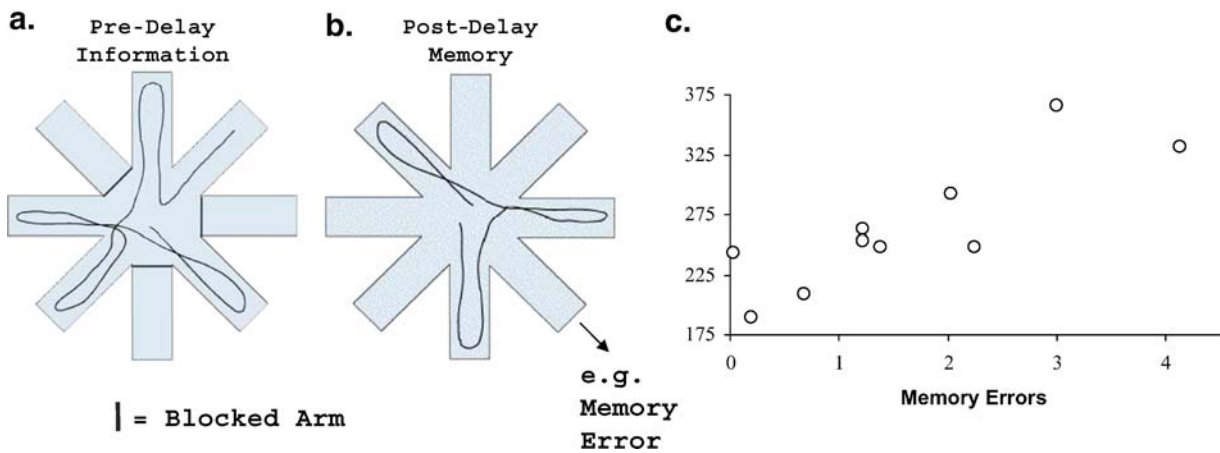 a.
Pre-Delay
Information
b.
Post-Delay
Memory
| = Blocked Arm
e.g.
Memory
Error
c.
375
325
275
225
175
0 1 2 3 4
Memory Errors